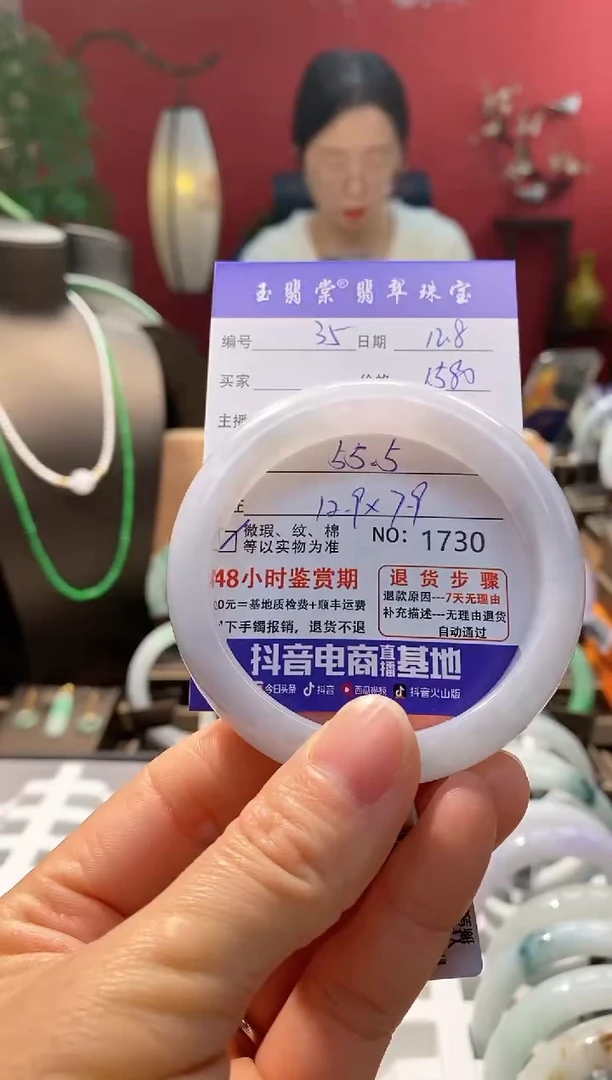 玉翡棠®翡翠珠宝
编号 35 日期 12.8
买家 价格 1580
主播
55.5
12.9×7.9
微瑕、纹、棉
等以实物为准
NO: 1730
48小时鉴赏期
0元=基地质检费+顺丰运费
下手镯报销，退货不退
退货步骤
退款原因---7天无理由
补充描述---无理由退货
自动通过
抖音电商直播基地
今日头条 抖音 西瓜视频 抖音火山版